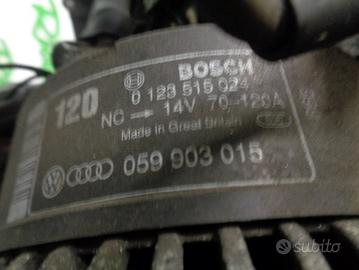 BOSCH
120
0 123 515 024
NC → 14V 70-120A
Made in Great Britain
059 903 015
subito